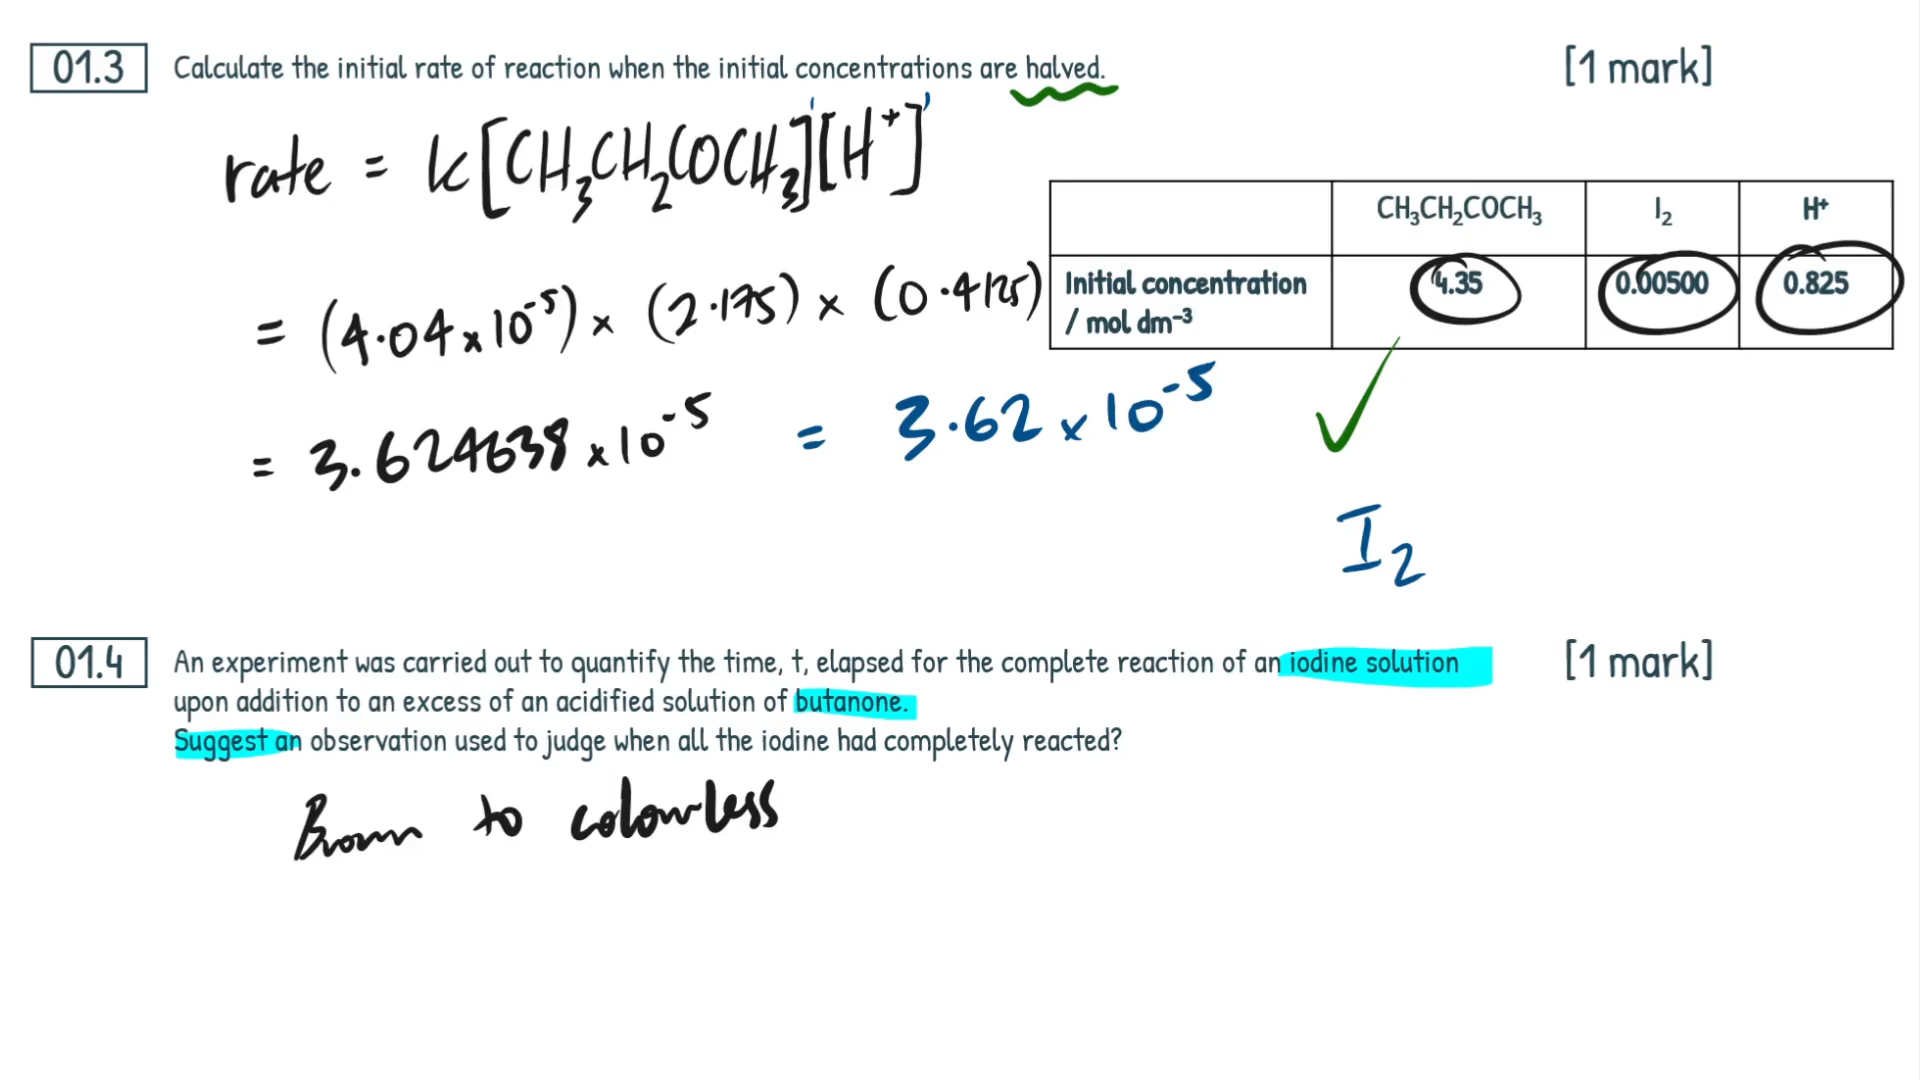 01.3 Calculate the initial rate of reaction when the initial concentrations are halved. [1 mark]
rate = k[CH₃CH₂COCH₃]¹[H⁺]¹
CH₃CH₂COCH₃ I₂ H⁺
Initial concentration / mol dm⁻³ 4.35 0.00500 0.825
= (4.04 × 10⁻⁵) × (2.175) × (0.4125)
= 3.624638 × 10⁻⁵ = 3.62 × 10⁻⁵ ✓
I₂
01.4 An experiment was carried out to quantify the time, t, elapsed for the complete reaction of an iodine solution [1 mark]
upon addition to an excess of an acidified solution of butanone.
Suggest an observation used to judge when all the iodine had completely reacted?
Brown to colourless